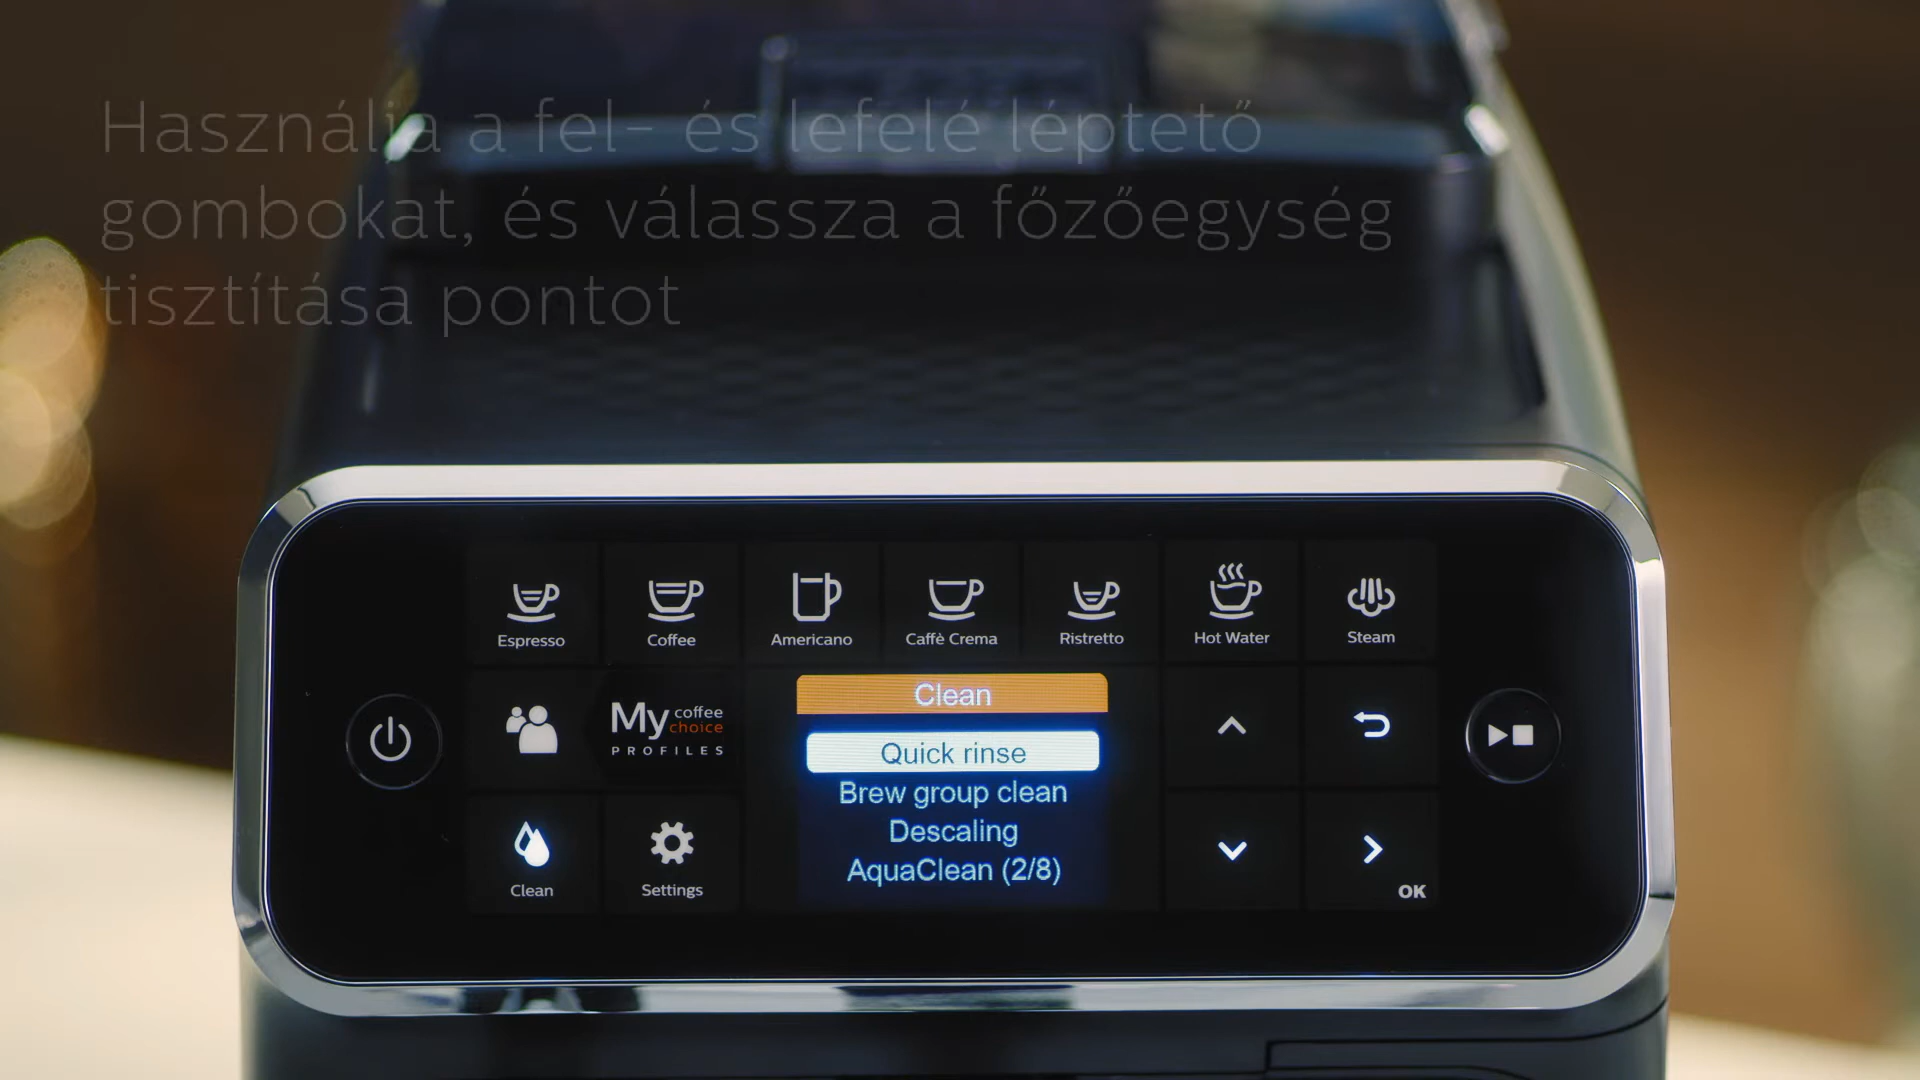 Használja a fel- és lefelé léptető
gombokat, és válassza a főzőegység
tisztítása pontot
Espresso
Coffee
Americano
Caffè Crema
Ristretto
Hot Water
Steam
My coffee choice
PROFILES
Clean
Quick rinse
Brew group clean
Descaling
AquaClean (2/8)
Clean
Settings
OK